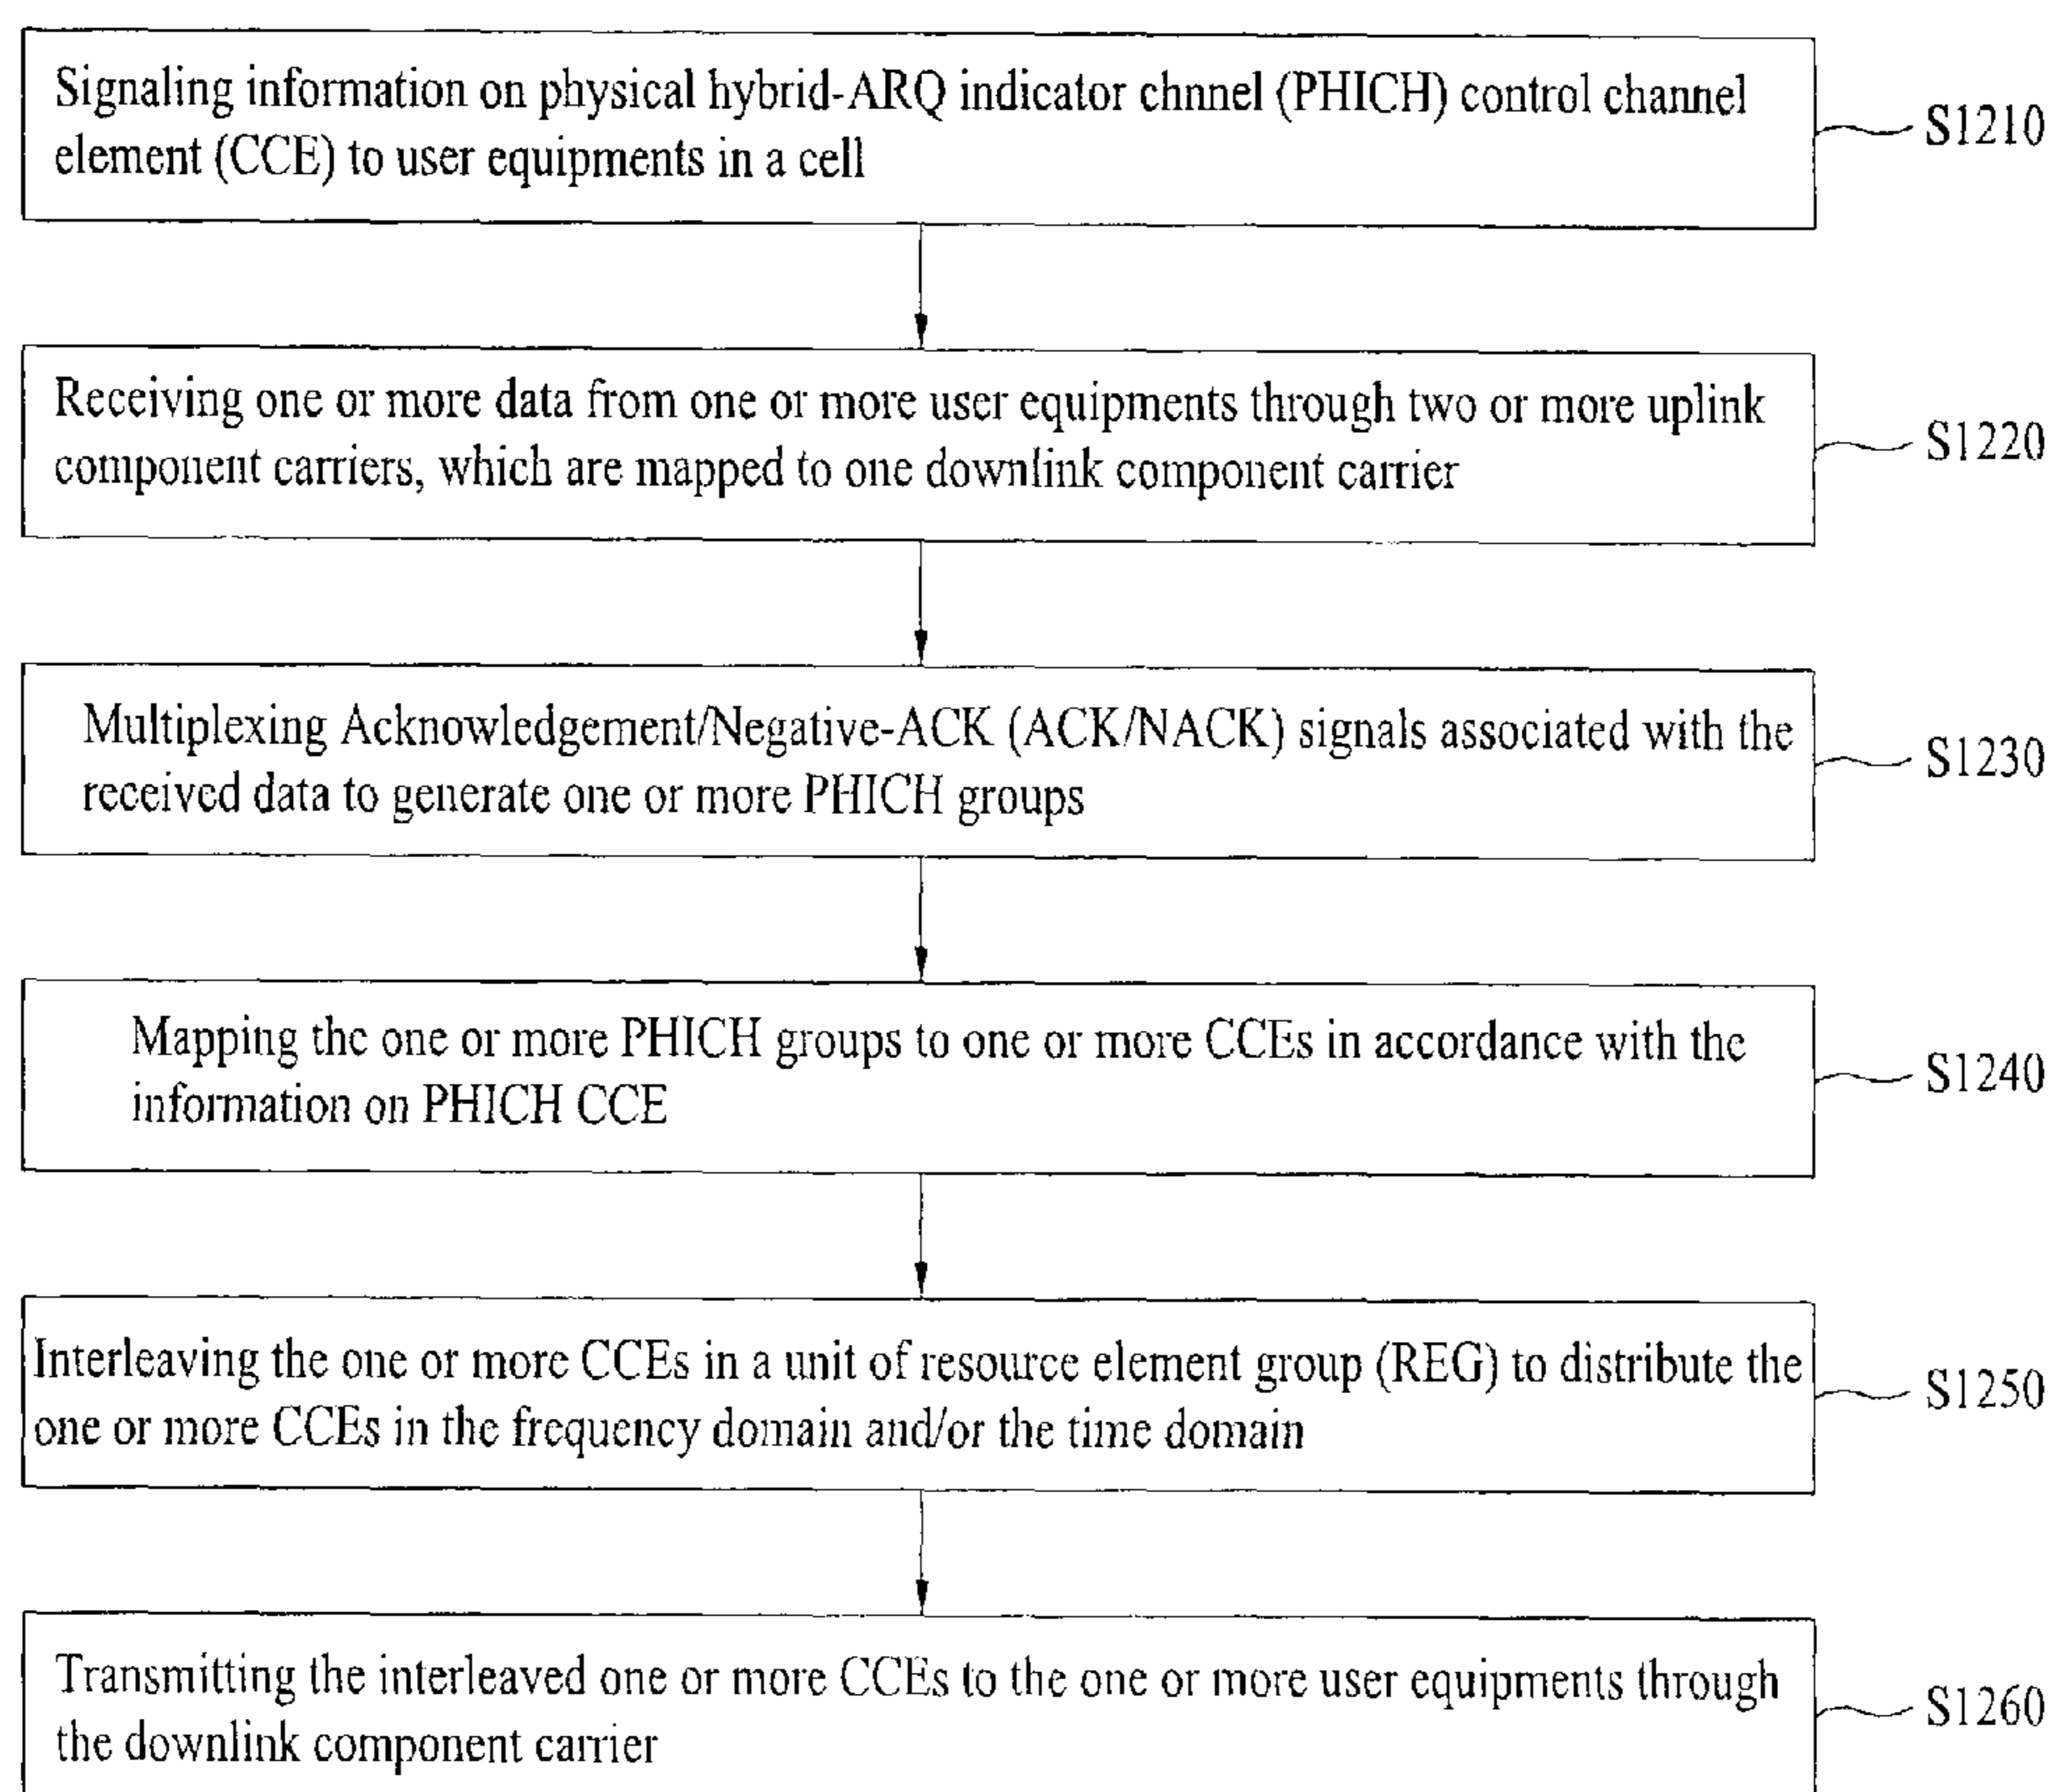 Signaling information on physical hybrid-ARQ indicator chnnel (PHICH) control channel
element (CCE) to user equipments in a cell
S1210
Receiving one or more data from one or more user equipments through two or more uplink
component carriers, which are mapped to one downlink component carrier
S1220
Multiplexing Acknowledgement/Negative-ACK (ACK/NACK) signals associated with the
received data to generate one or more PHICH groups
S1230
Mapping the one or more PHICH groups to one or more CCEs in accordance with the
information on PHICH CCE
S1240
Interleaving the one or more CCEs in a unit of resource element group (REG) to distribute the
one or more CCEs in the frequency domain and/or the time domain
S1250
Transmitting the interleaved one or more CCEs to the one or more user equipments through
the downlink component carrier
S1260